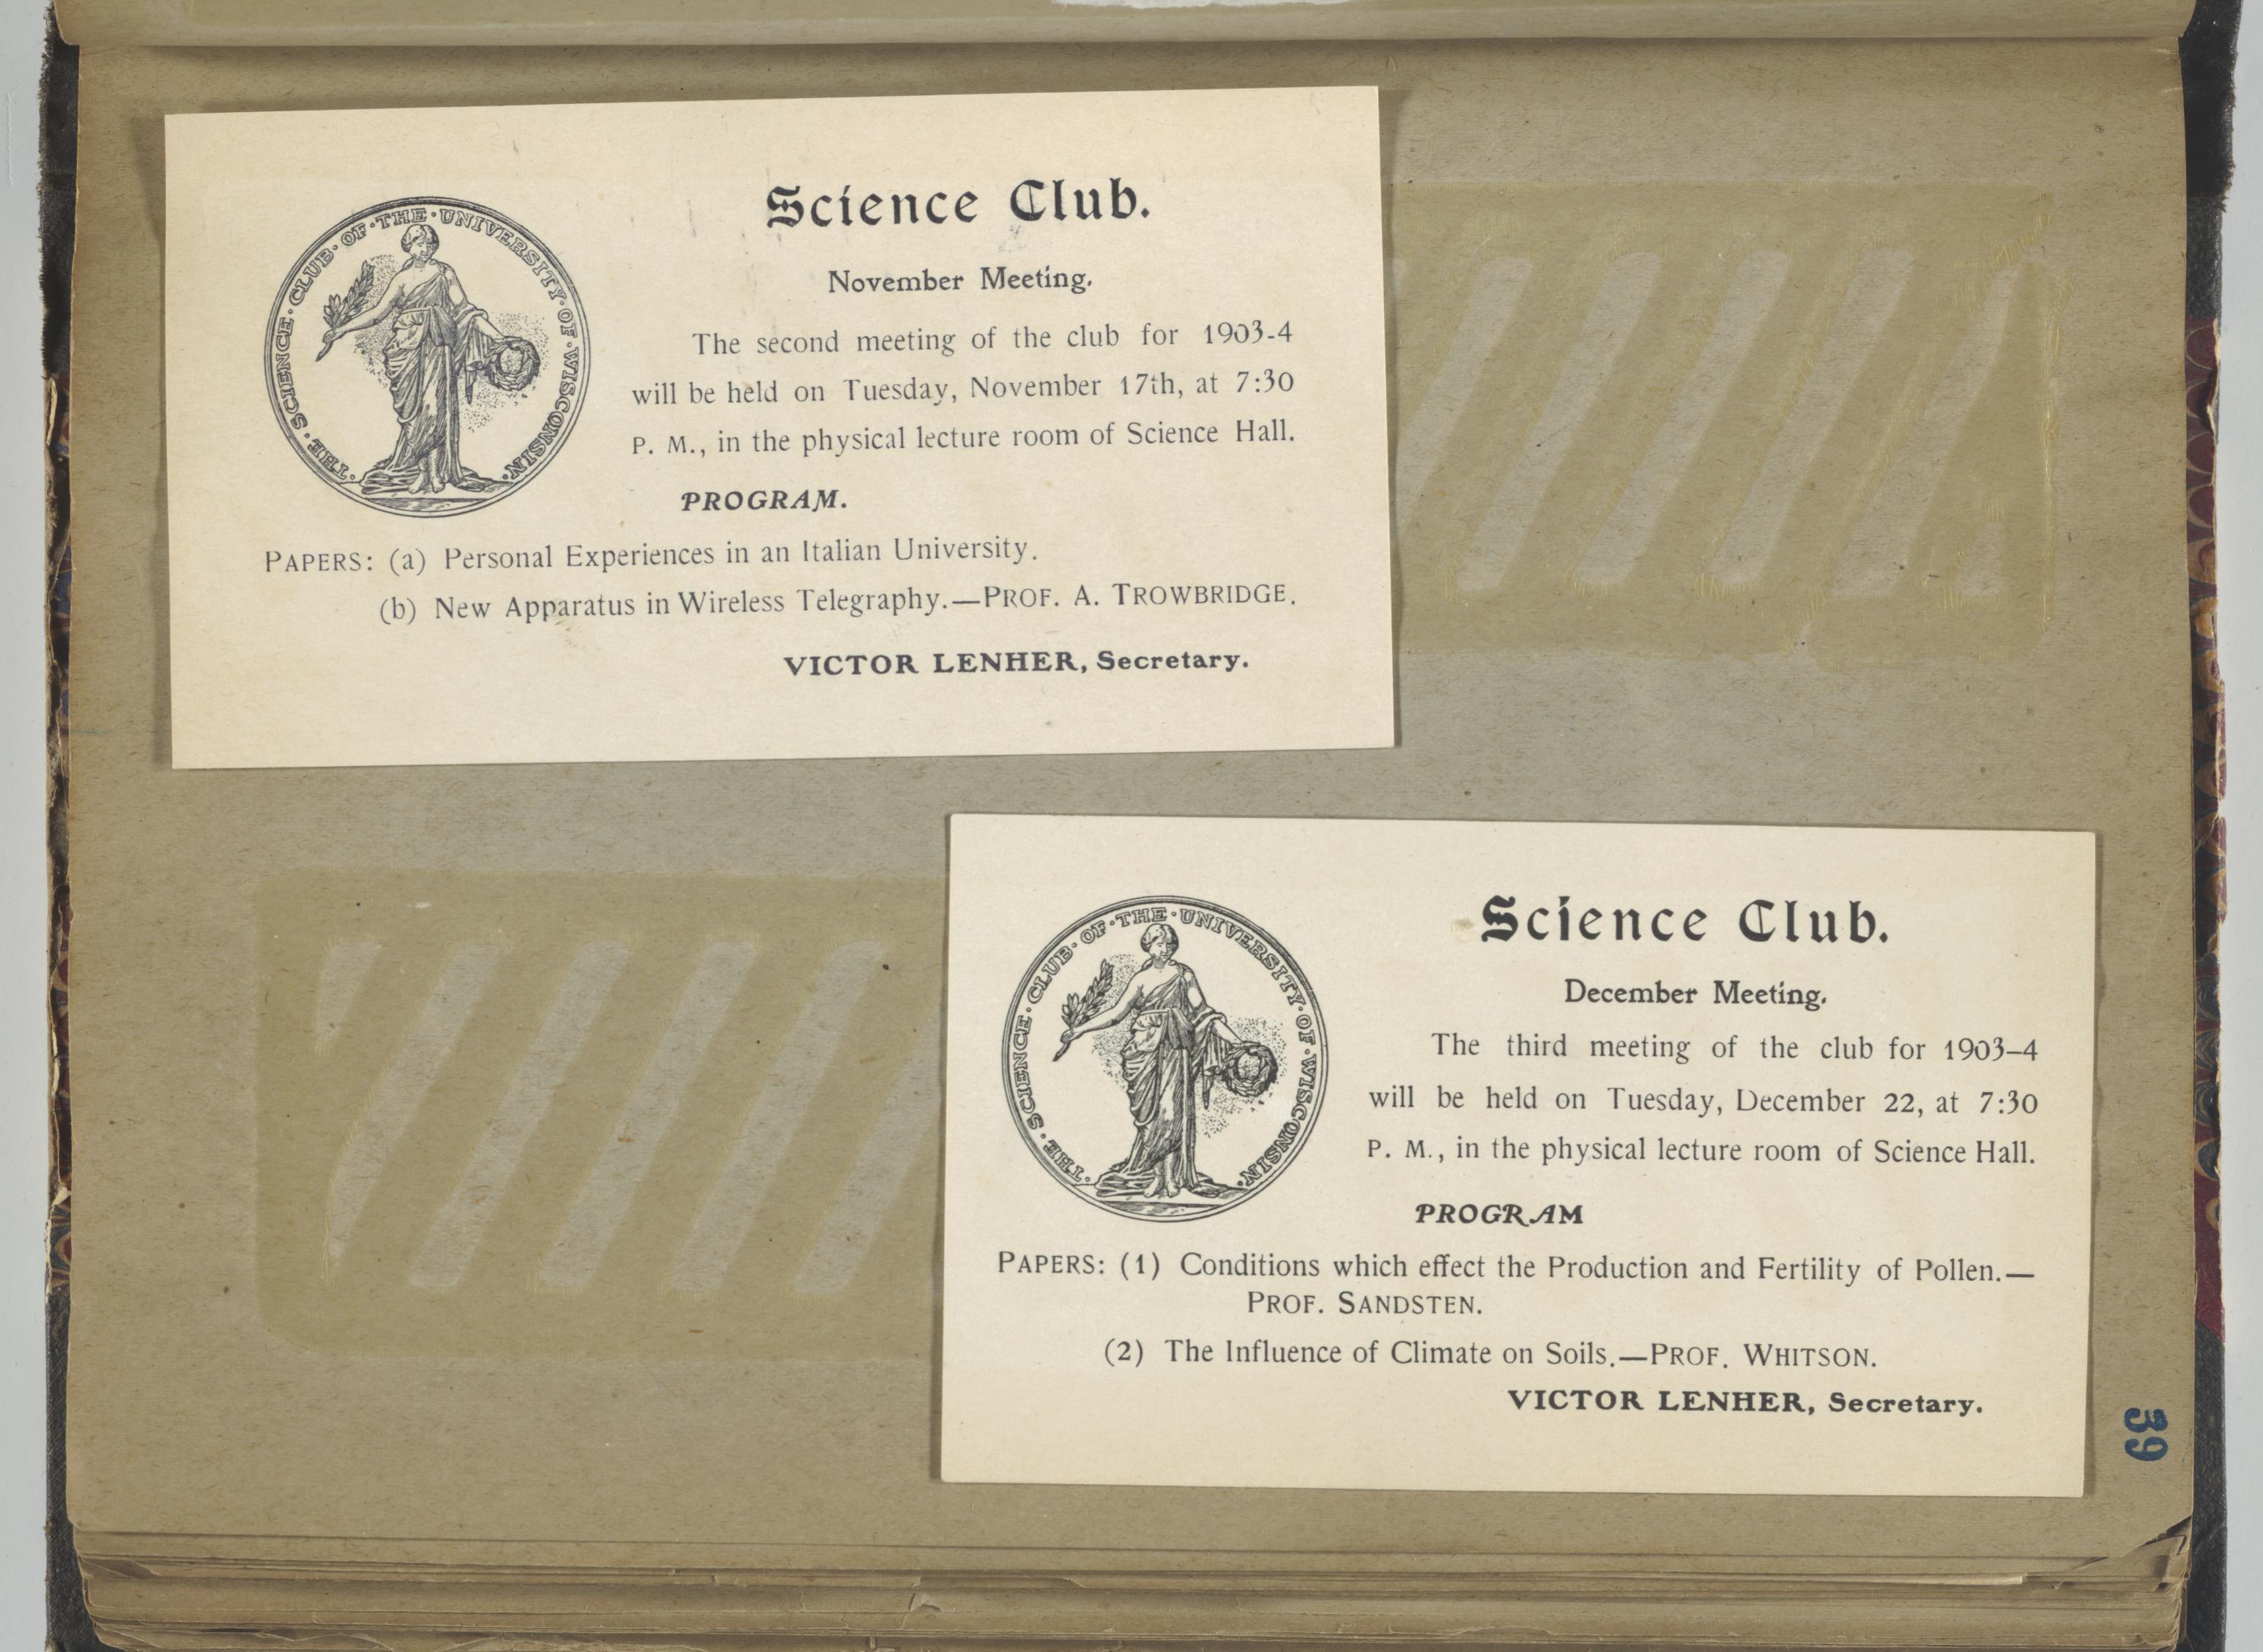 THE · SCIENCE · CLUB · OF · THE · UNIVERSITY · OF · WISCONSIN ·
Science Club.
November Meeting.
The second meeting of the club for 1903-4
will be held on Tuesday, November 17th, at 7:30
P. M., in the physical lecture room of Science Hall.
PROGRAM.
PAPERS: (a) Personal Experiences in an Italian University.
(b) New Apparatus in Wireless Telegraphy.—PROF. A. TROWBRIDGE.
VICTOR LENHER, Secretary.
THE · SCIENCE · CLUB · OF · THE · UNIVERSITY · OF · WISCONSIN ·
Science Club.
December Meeting.
The third meeting of the club for 1903–4
will be held on Tuesday, December 22, at 7:30
P. M., in the physical lecture room of Science Hall.
PROGRAM
PAPERS: (1) Conditions which effect the Production and Fertility of Pollen.—
PROF. SANDSTEN.
(2) The Influence of Climate on Soils.—PROF. WHITSON.
VICTOR LENHER, Secretary.
39